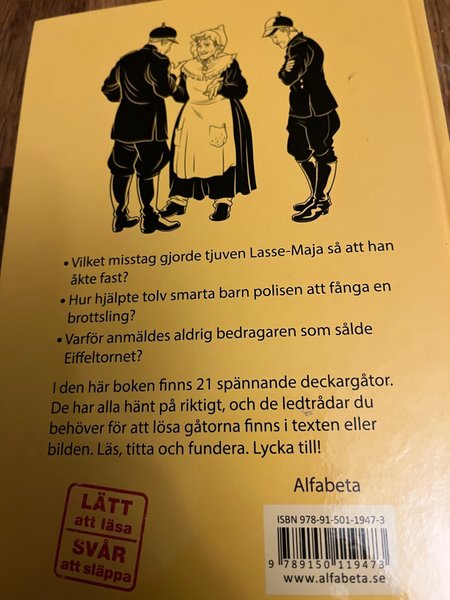 • Vilket misstag gjorde tjuven Lasse-Maja så att han
åkte fast?
• Hur hjälpte tolv smarta barn polisen att fånga en
brottsling?
• Varför anmäldes aldrig bedragaren som sålde
Eiffeltornet?
I den här boken finns 21 spännande deckargåtor.
De har alla hänt på riktigt, och de ledtrådar du
behöver för att lösa gåtorna finns i texten eller
bilden. Läs, titta och fundera. Lycka till!
Alfabeta
LÄTT
att läsa
SVÅR
att släppa
ISBN 978-91-501-1947-3
9 789150 119473
www.alfabeta.se